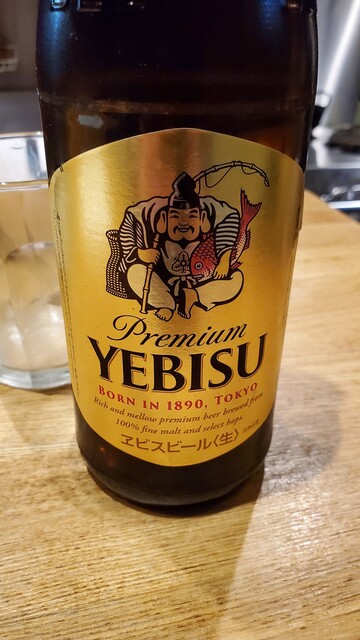 Premium
YEBISU
BORN IN 1890, TOKYO
Rich and mellow premium beer brewed from
100% fine malt and select hops.
ヱビスビール〈生〉